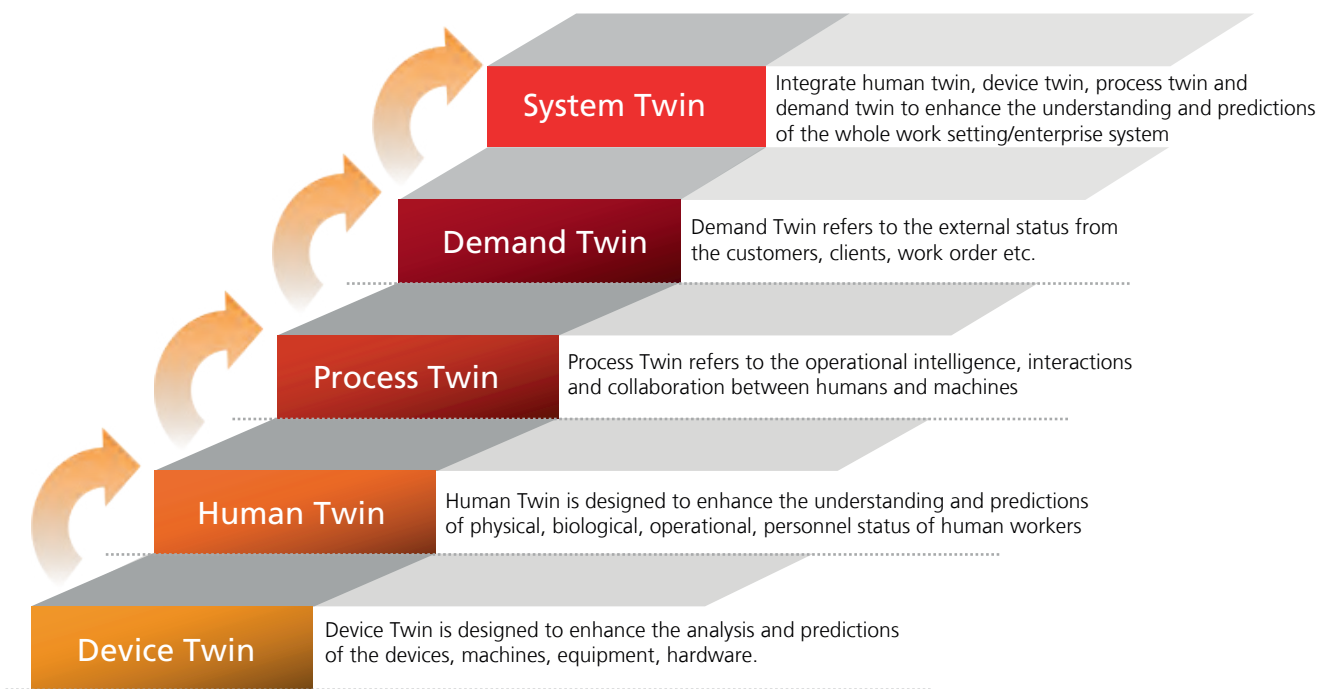 System Twin
Integrate human twin, device twin, process twin and
demand twin to enhance the understanding and predictions
of the whole work setting/enterprise system
Demand Twin
Demand Twin refers to the external status from
the customers, clients, work order etc.
Process Twin
Process Twin refers to the operational intelligence, interactions
and collaboration between humans and machines
Human Twin
Human Twin is designed to enhance the understanding and predictions
of physical, biological, operational, personnel status of human workers
Device Twin
Device Twin is designed to enhance the analysis and predictions
of the devices, machines, equipment, hardware.